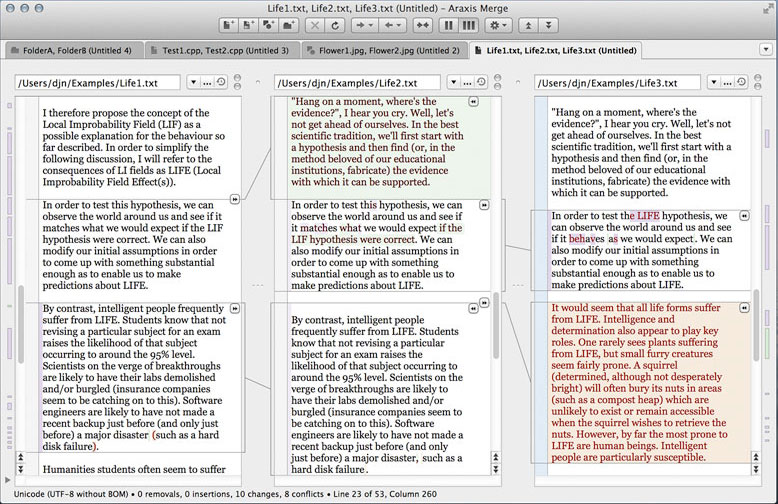 Life1.txt, Life2.txt, Life3.txt (Untitled) - Araxis Merge
FolderA, FolderB (Untitled 4)
Test1.cpp, Test2.cpp (Untitled 3)
Flower1.jpg, Flower2.jpg (Untitled 2)
Life1.txt, Life2.txt, Life3.txt (Untitled)
/Users/djn/Examples/Life1.txt
/Users/djn/Examples/Life2.txt
/Users/djn/Examples/Life3.txt
I therefore propose the concept of the
Local Improbability Field (LIF) as a
possible explanation for the behaviour so
far described. In order to simplify the
following discussion, I will refer to the
consequences of LI fields as LIFE (Local
Improbability Field Effect(s)).
In order to test this hypothesis, we can
observe the world around us and see if it
matches what we would expect if the LIF
hypothesis were correct. We can also
modify our initial assumptions in order
to come up with something substantial
enough as to enable us to make
predictions about LIFE.
By contrast, intelligent people frequently
suffer from LIFE. Students know that not
revising a particular subject for an exam
raises the likelihood of that subject
occurring to around the 95% level.
Scientists on the verge of breakthroughs
are likely to have their labs demolished
and/or burgled (insurance companies
seem to be catching on to this). Software
engineers are likely to have not made a
recent backup just before (and only just
before) a major disaster (such as a hard
disk failure).
Humanities students often seem to suffer
"Hang on a moment, where's the
evidence?", I hear you cry. Well, let's
not get ahead of ourselves. In the best
scientific tradition, we'll first start with
a hypothesis and then find (or, in the
method beloved of our educational
institutions, fabricate) the evidence
with which it can be supported.
In order to test this hypothesis, we can
observe the world around us and see if
it matches what we would expect if the
LIF hypothesis were correct. We can
also modify our initial assumptions in
order to come up with something
substantial enough as to enable us to
make predictions about LIFE.
By contrast, intelligent people
frequently suffer from LIFE. Students
know that not revising a particular
subject for an exam raises the
likelihood of that subject occurring to
around the 95% level. Scientists on the
verge of breakthroughs are likely to
have their labs demolished and/or
burgled (insurance companies seem to
be catching on to this). Software
engineers are likely to have not made a
recent backup just before (and only
just before) a major disaster, such as a
hard disk failure.
"Hang on a moment, where's the
evidence?", I hear you cry. Well, let's not
get ahead of ourselves. In the best
scientific tradition, we'll first start with a
hypothesis and then find (or, in the
method beloved of our educational
institutions, fabricate) the evidence
with which it can be supported.
In order to test the LIFE hypothesis, we
can observe the world around us and see
if it behaves as we would expect. We can
also modify our initial assumptions in
order to come up with something
substantial enough as to enable us to
make predictions about LIFE.
It would seem that all life forms suffer
from LIFE. Intelligence and
determination also appear to play key
roles. One rarely sees plants suffering
from LIFE, but small furry creatures
seem fairly prone. A squirrel
(determined, although not desperately
bright) will often bury its nuts in areas
(such as a compost heap) which are
unlikely to exist or remain accessible
when the squirrel wishes to retrieve the
nuts. However, by far the most prone to
LIFE are human beings. Intelligent
people are particularly susceptible.
Unicode (UTF-8 without BOM) • 0 removals, 0 insertions, 10 changes, 8 conflicts • Line 23 of 53, Column 260